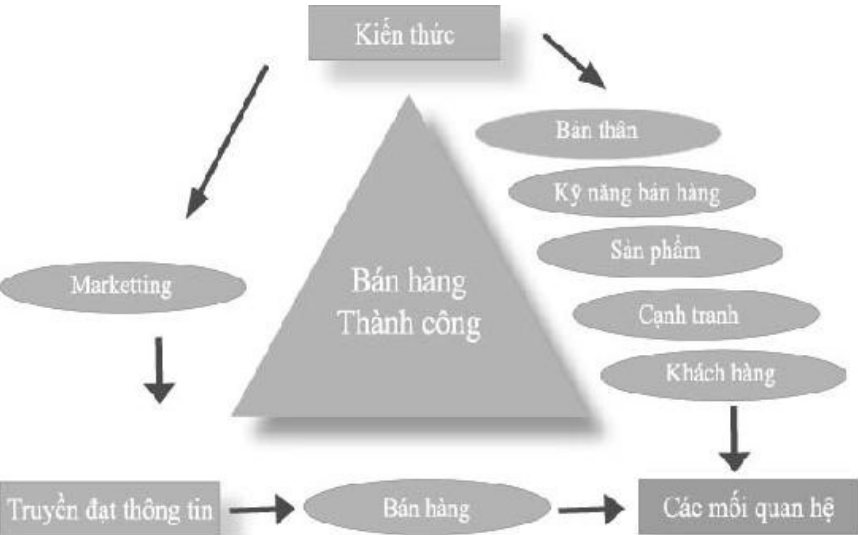 Kiến thức
Bản thân
Kỹ năng bán hàng
Sản phẩm
Marketting
Bán hàng
Thành công
Cạnh tranh
Khách hàng
Truyền đạt thông tin
Bán hàng
Các mối quan hệ